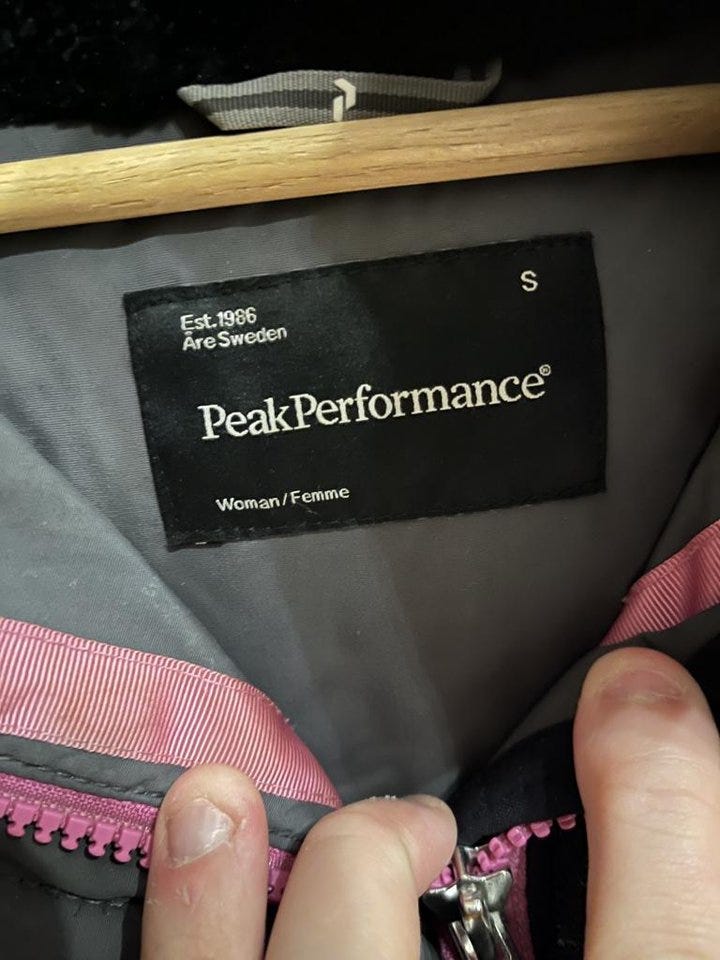 S
Est.1986
Åre Sweden
PeakPerformance®
Woman/Femme